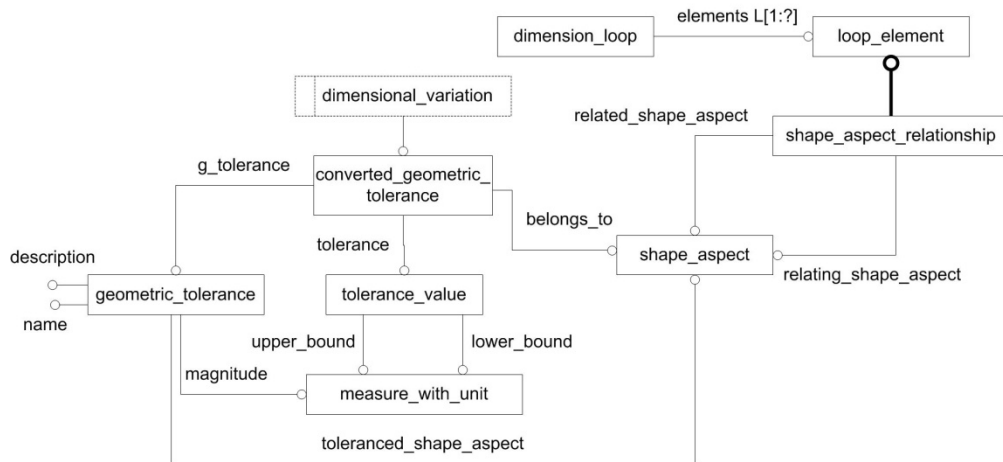 elements L[1:?]
dimension_loop
loop_element
dimensional_variation
related_shape_aspect
shape_aspect_relationship
g_tolerance
converted_geometric_
tolerance
belongs_to
tolerance
shape_aspect
relating_shape_aspect
description
geometric_tolerance
tolerance_value
name
upper_bound
lower_bound
magnitude
measure_with_unit
toleranced_shape_aspect